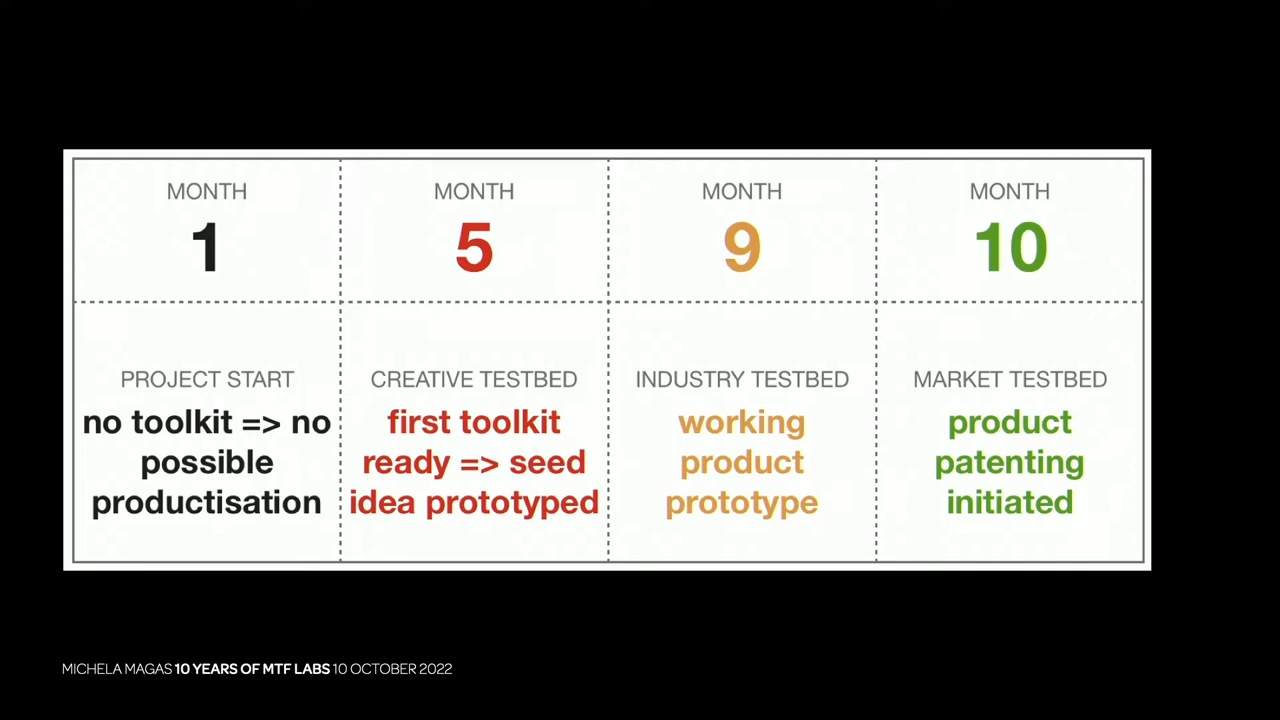 MONTH
1
MONTH
5
MONTH
9
MONTH
10
PROJECT START
no toolkit => no
possible
productisation
CREATIVE TESTBED
first toolkit
ready => seed
idea prototyped
INDUSTRY TESTBED
working
product
prototype
MARKET TESTBED
product
patenting
initiated
MICHELA MAGAS 10 YEARS OF MTF LABS 10 OCTOBER 2022